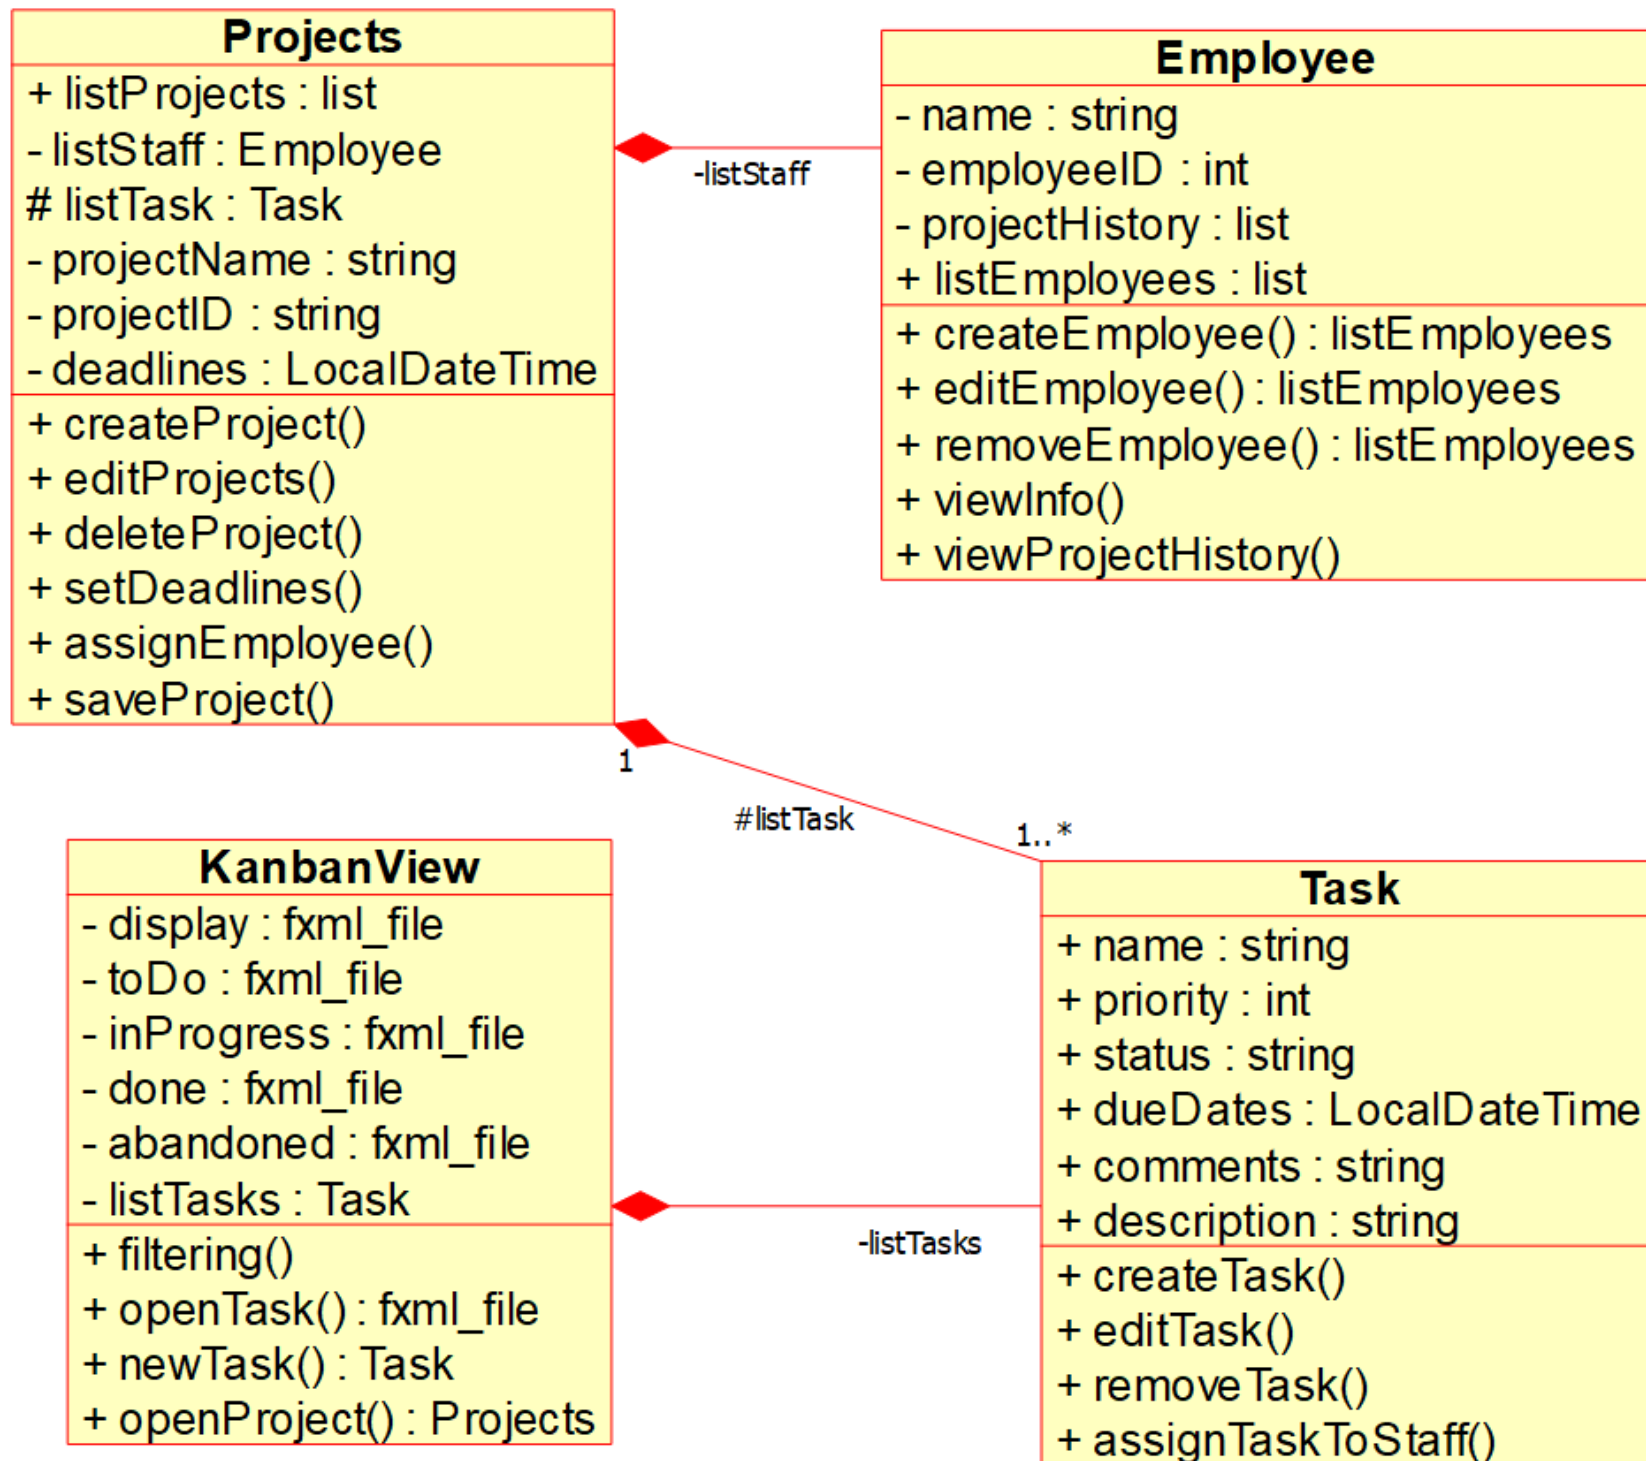 Projects
+ listProjects : list
- listStaff : Employee
# listTask : Task
- projectName : string
- projectID : string
- deadlines : LocalDateTime
+ createProject()
+ editProjects()
+ deleteProject()
+ setDeadlines()
+ assignEmployee()
+ saveProject()
-listStaff
Employee
- name : string
- employeeID : int
- projectHistory : list
+ listEmployees : list
+ createEmployee() : listEmployees
+ editEmployee() : listEmployees
+ removeEmployee() : listEmployees
+ viewInfo()
+ viewProjectHistory()
1
#listTask
1..*
KanbanView
- display : fxml_file
- toDo : fxml_file
- inProgress : fxml_file
- done : fxml_file
- abandoned : fxml_file
- listTasks : Task
+ filtering()
+ openTask() : fxml_file
+ newTask() : Task
+ openProject() : Projects
-listTasks
Task
+ name : string
+ priority : int
+ status : string
+ dueDates : LocalDateTime
+ comments : string
+ description : string
+ createTask()
+ editTask()
+ removeTask()
+ assignTaskToStaff()